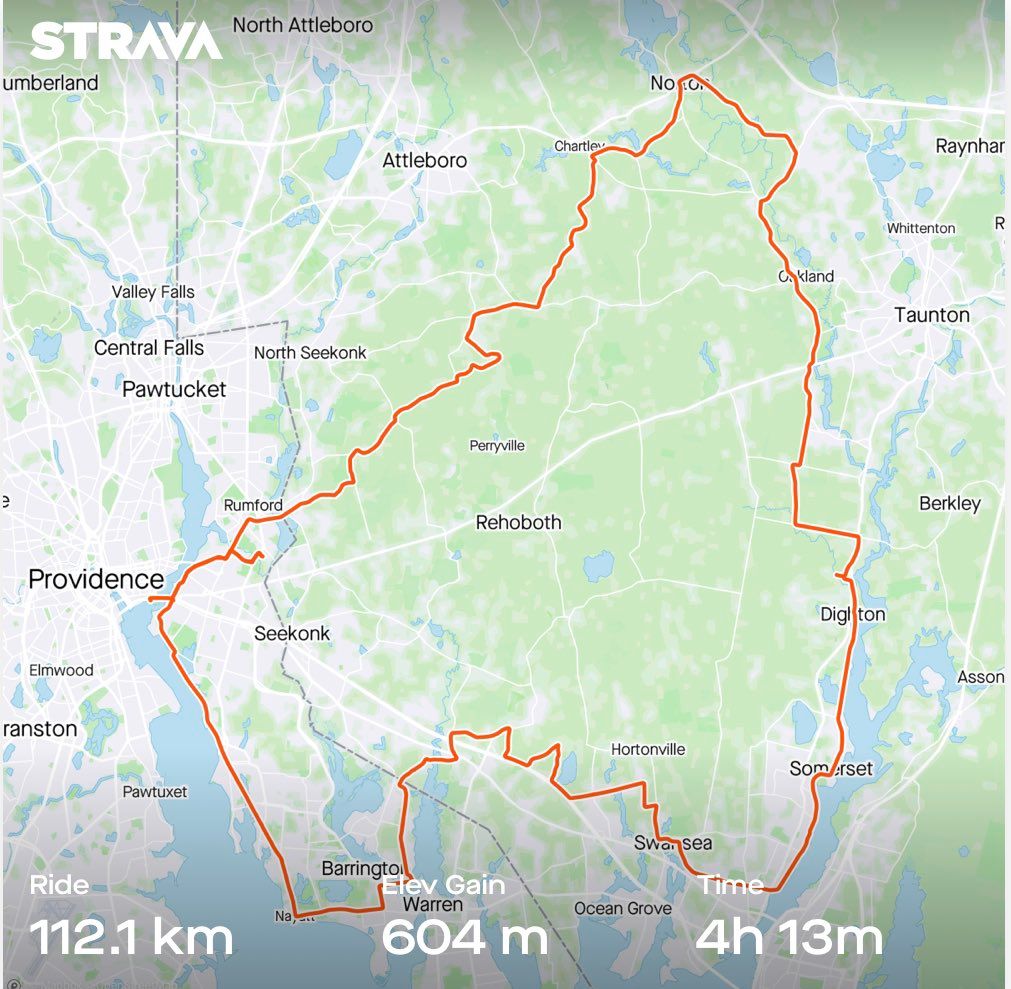 STRAVA
North Attleboro
umberland
Norton
Chartley
Raynhar
Attleboro
Whittenton
R
Oakland
Valley Falls
Taunton
Central Falls
North Seekonk
Pawtucket
Perryville
e
Rumford
Berkley
Rehoboth
Providence
Dighton
Seekonk
Elmwood
Asson
ranston
Hortonville
Somerset
Pawtuxet
Swansea
Barrington
Ride
Elev Gain
Time
Warren
Ocean Grove
Nayatt
112.1 km
604 m
4h 13m